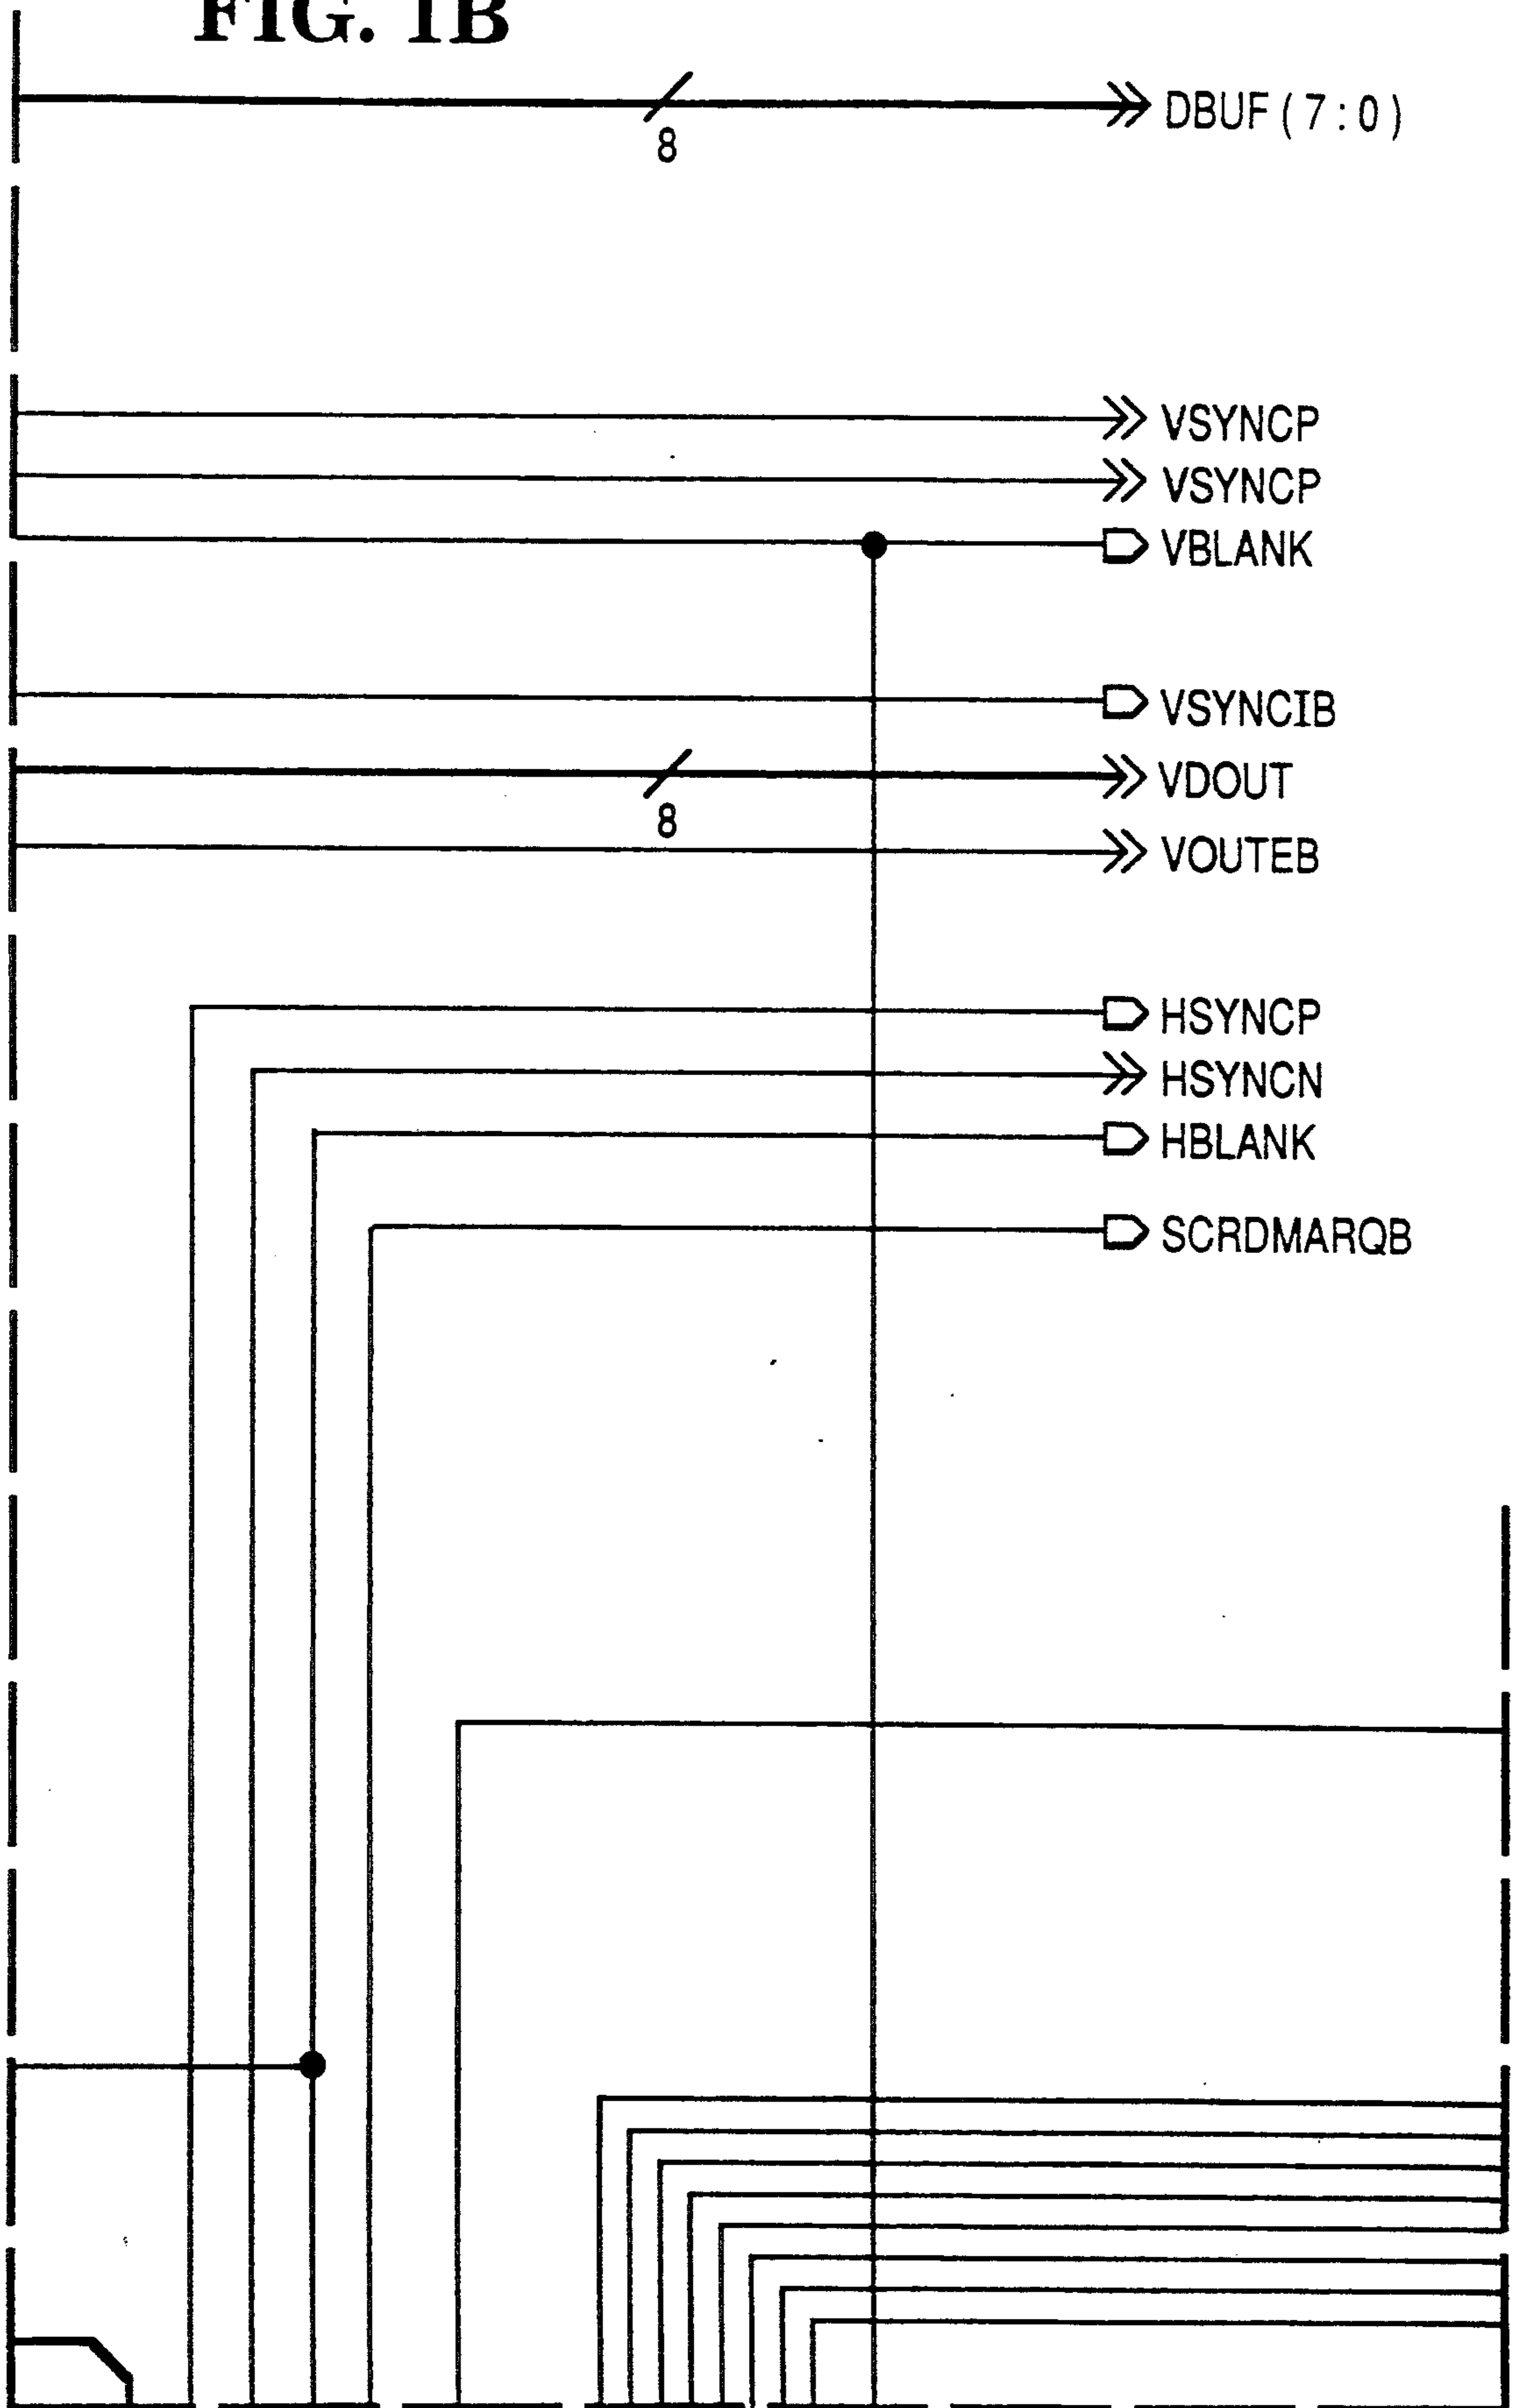 FIG. 1B
DBUF(7:0)
8
VSYNCP
VSYNCP
VBLANK
VSYNCIB
VDOUT
8
VOUTEB
HSYNCP
HSYNCN
HBLANK
SCRDMARQB